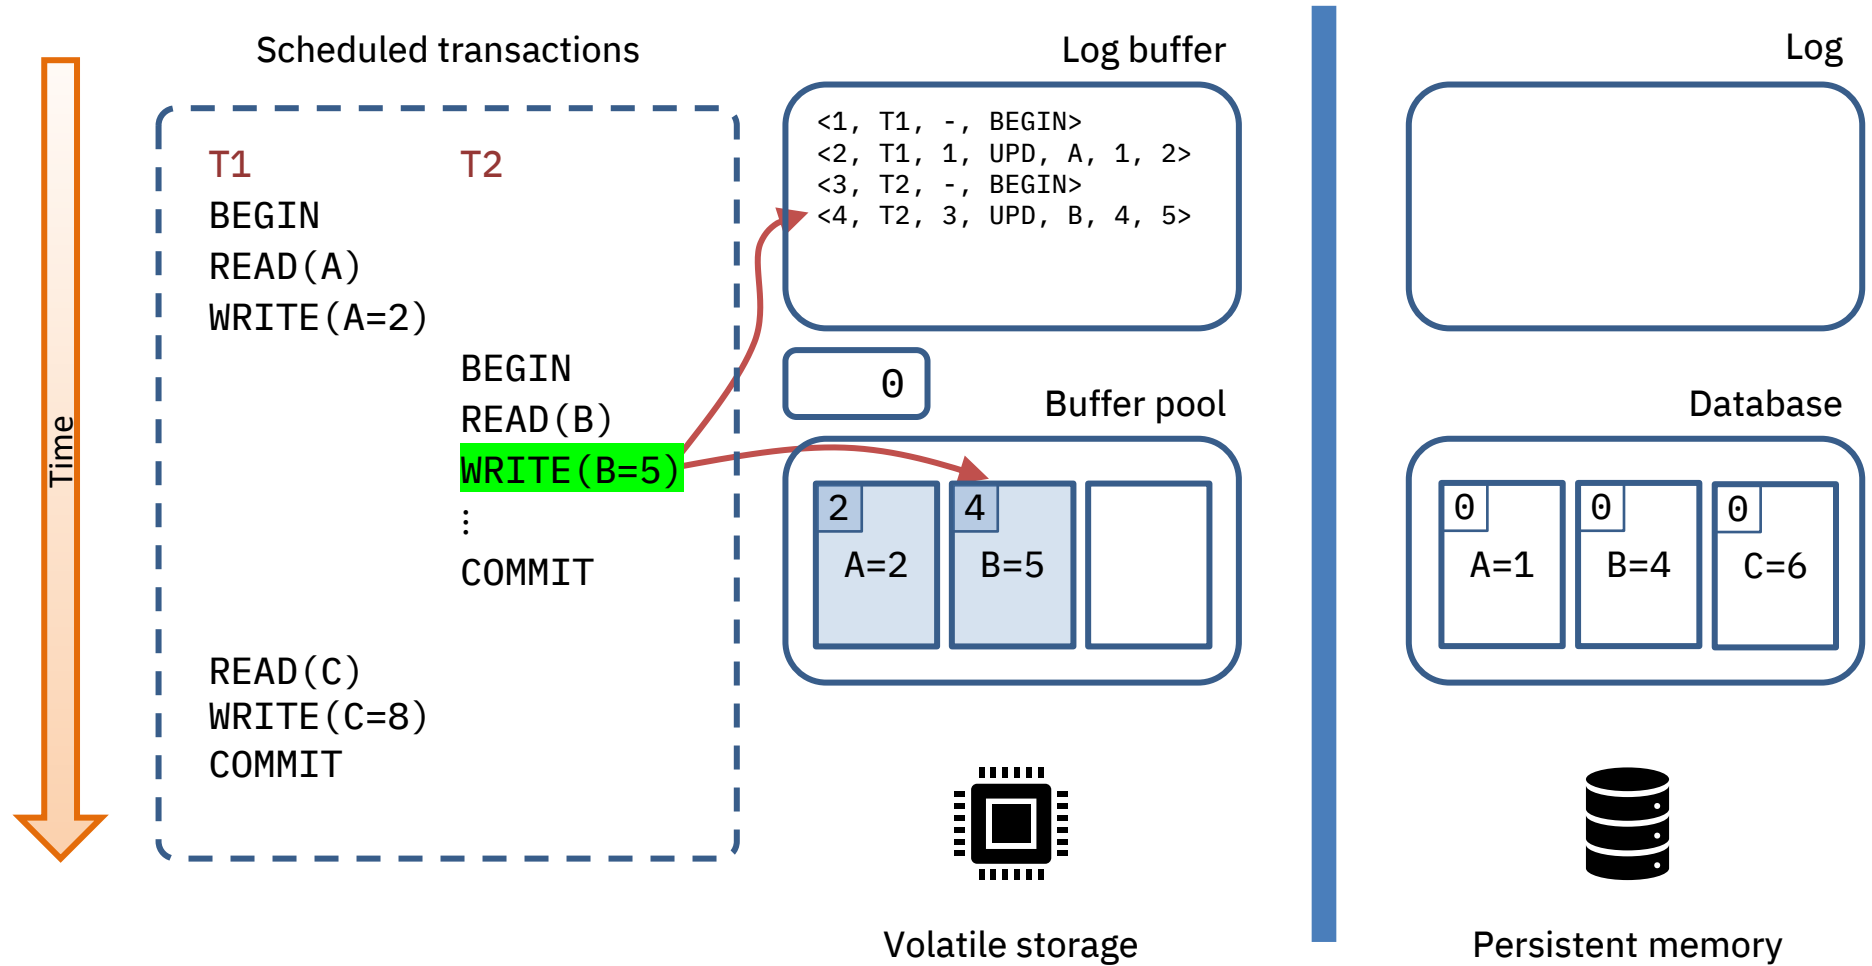 Scheduled transactions
Log buffer
Log
<1, T1, -, BEGIN>
<2, T1, 1, UPD, A, 1, 2>
<3, T2, -, BEGIN>
<4, T2, 3, UPD, B, 4, 5>
T1 T2
BEGIN
READ(A)
WRITE(A=2)
BEGIN
READ(B)
WRITE(B=5)
⋮
COMMIT
READ(C)
WRITE(C=8)
COMMIT
Time
0
Buffer pool
Database
2
A=2
4
B=5
0
A=1
0
B=4
0
C=6
Volatile storage
Persistent memory